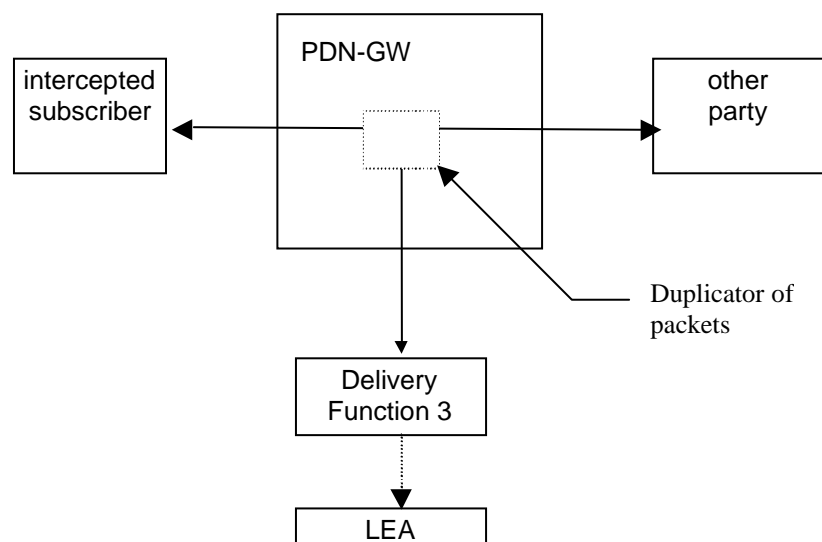 PDN-GW
intercepted
subscriber
other
party
Duplicator of
packets
Delivery
Function 3
LEA